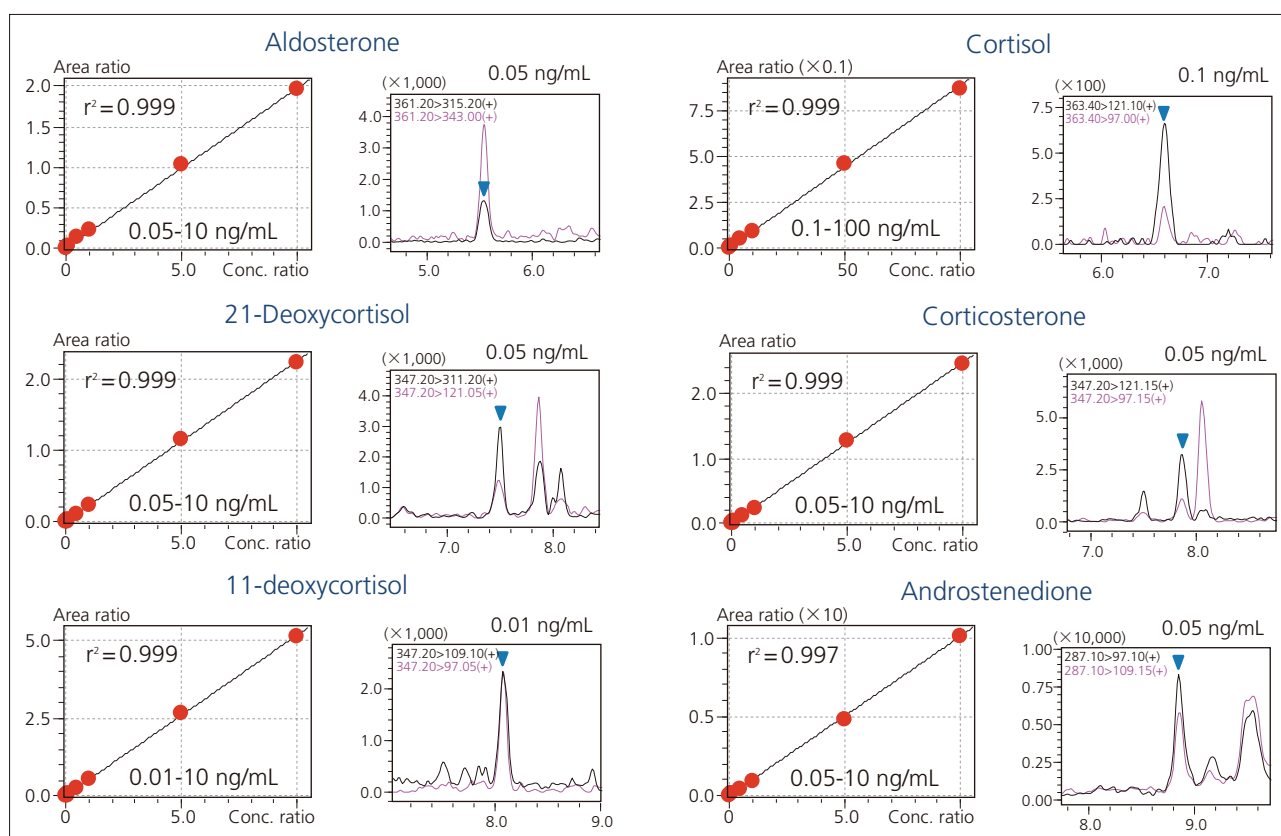 Aldosterone
Area ratio
2.0
1.5
1.0
0.5
0.0
r²=0.999
0.05-10 ng/mL
0
5.0
Conc. ratio
(×1,000)
0.05 ng/mL
361.20>315.20(+)
361.20>343.00(+)
4.0
3.0
2.0
1.0
0.0
5.0
6.0
Cortisol
Area ratio (×0.1)
7.5
5.0
2.5
0.0
r²=0.999
0.1-100 ng/mL
0
50
Conc. ratio
0.1 ng/mL
(×100)
363.40>121.10(+)
363.40>97.00(+)
7.5
5.0
2.5
0.0
6.0
7.0
21-Deoxycortisol
Area ratio
2.0
1.0
0.0
r²=0.999
0.05-10 ng/mL
0
5.0
Conc. ratio
(×1,000)
0.05 ng/mL
347.20>311.20(+)
347.20>121.05(+)
4.0
3.0
2.0
1.0
0.0
7.0
8.0
Corticosterone
Area ratio
2.0
1.0
0.0
r²=0.999
0.05-10 ng/mL
0
5.0
Conc. ratio
0.05 ng/mL
(×1,000)
347.20>121.15(+)
347.20>97.15(+)
5.0
2.5
0.0
7.0
8.0
11-deoxycortisol
Area ratio
5.0
2.5
0.0
r²=0.999
0.01-10 ng/mL
0
5.0
Conc. ratio
0.01 ng/mL
(×1,000)
347.20>109.10(+)
347.20>97.05(+)
2.0
1.0
0.0
8.0
9.0
Androstenedione
Area ratio (×10)
1.0
0.5
0.0
r²=0.997
0.05-10 ng/mL
0
5.0
Conc. ratio
0.05 ng/mL
(×10,000)
287.10>97.10(+)
287.10>109.15(+)
1.00
0.75
0.50
0.25
0.00
8.0
9.0